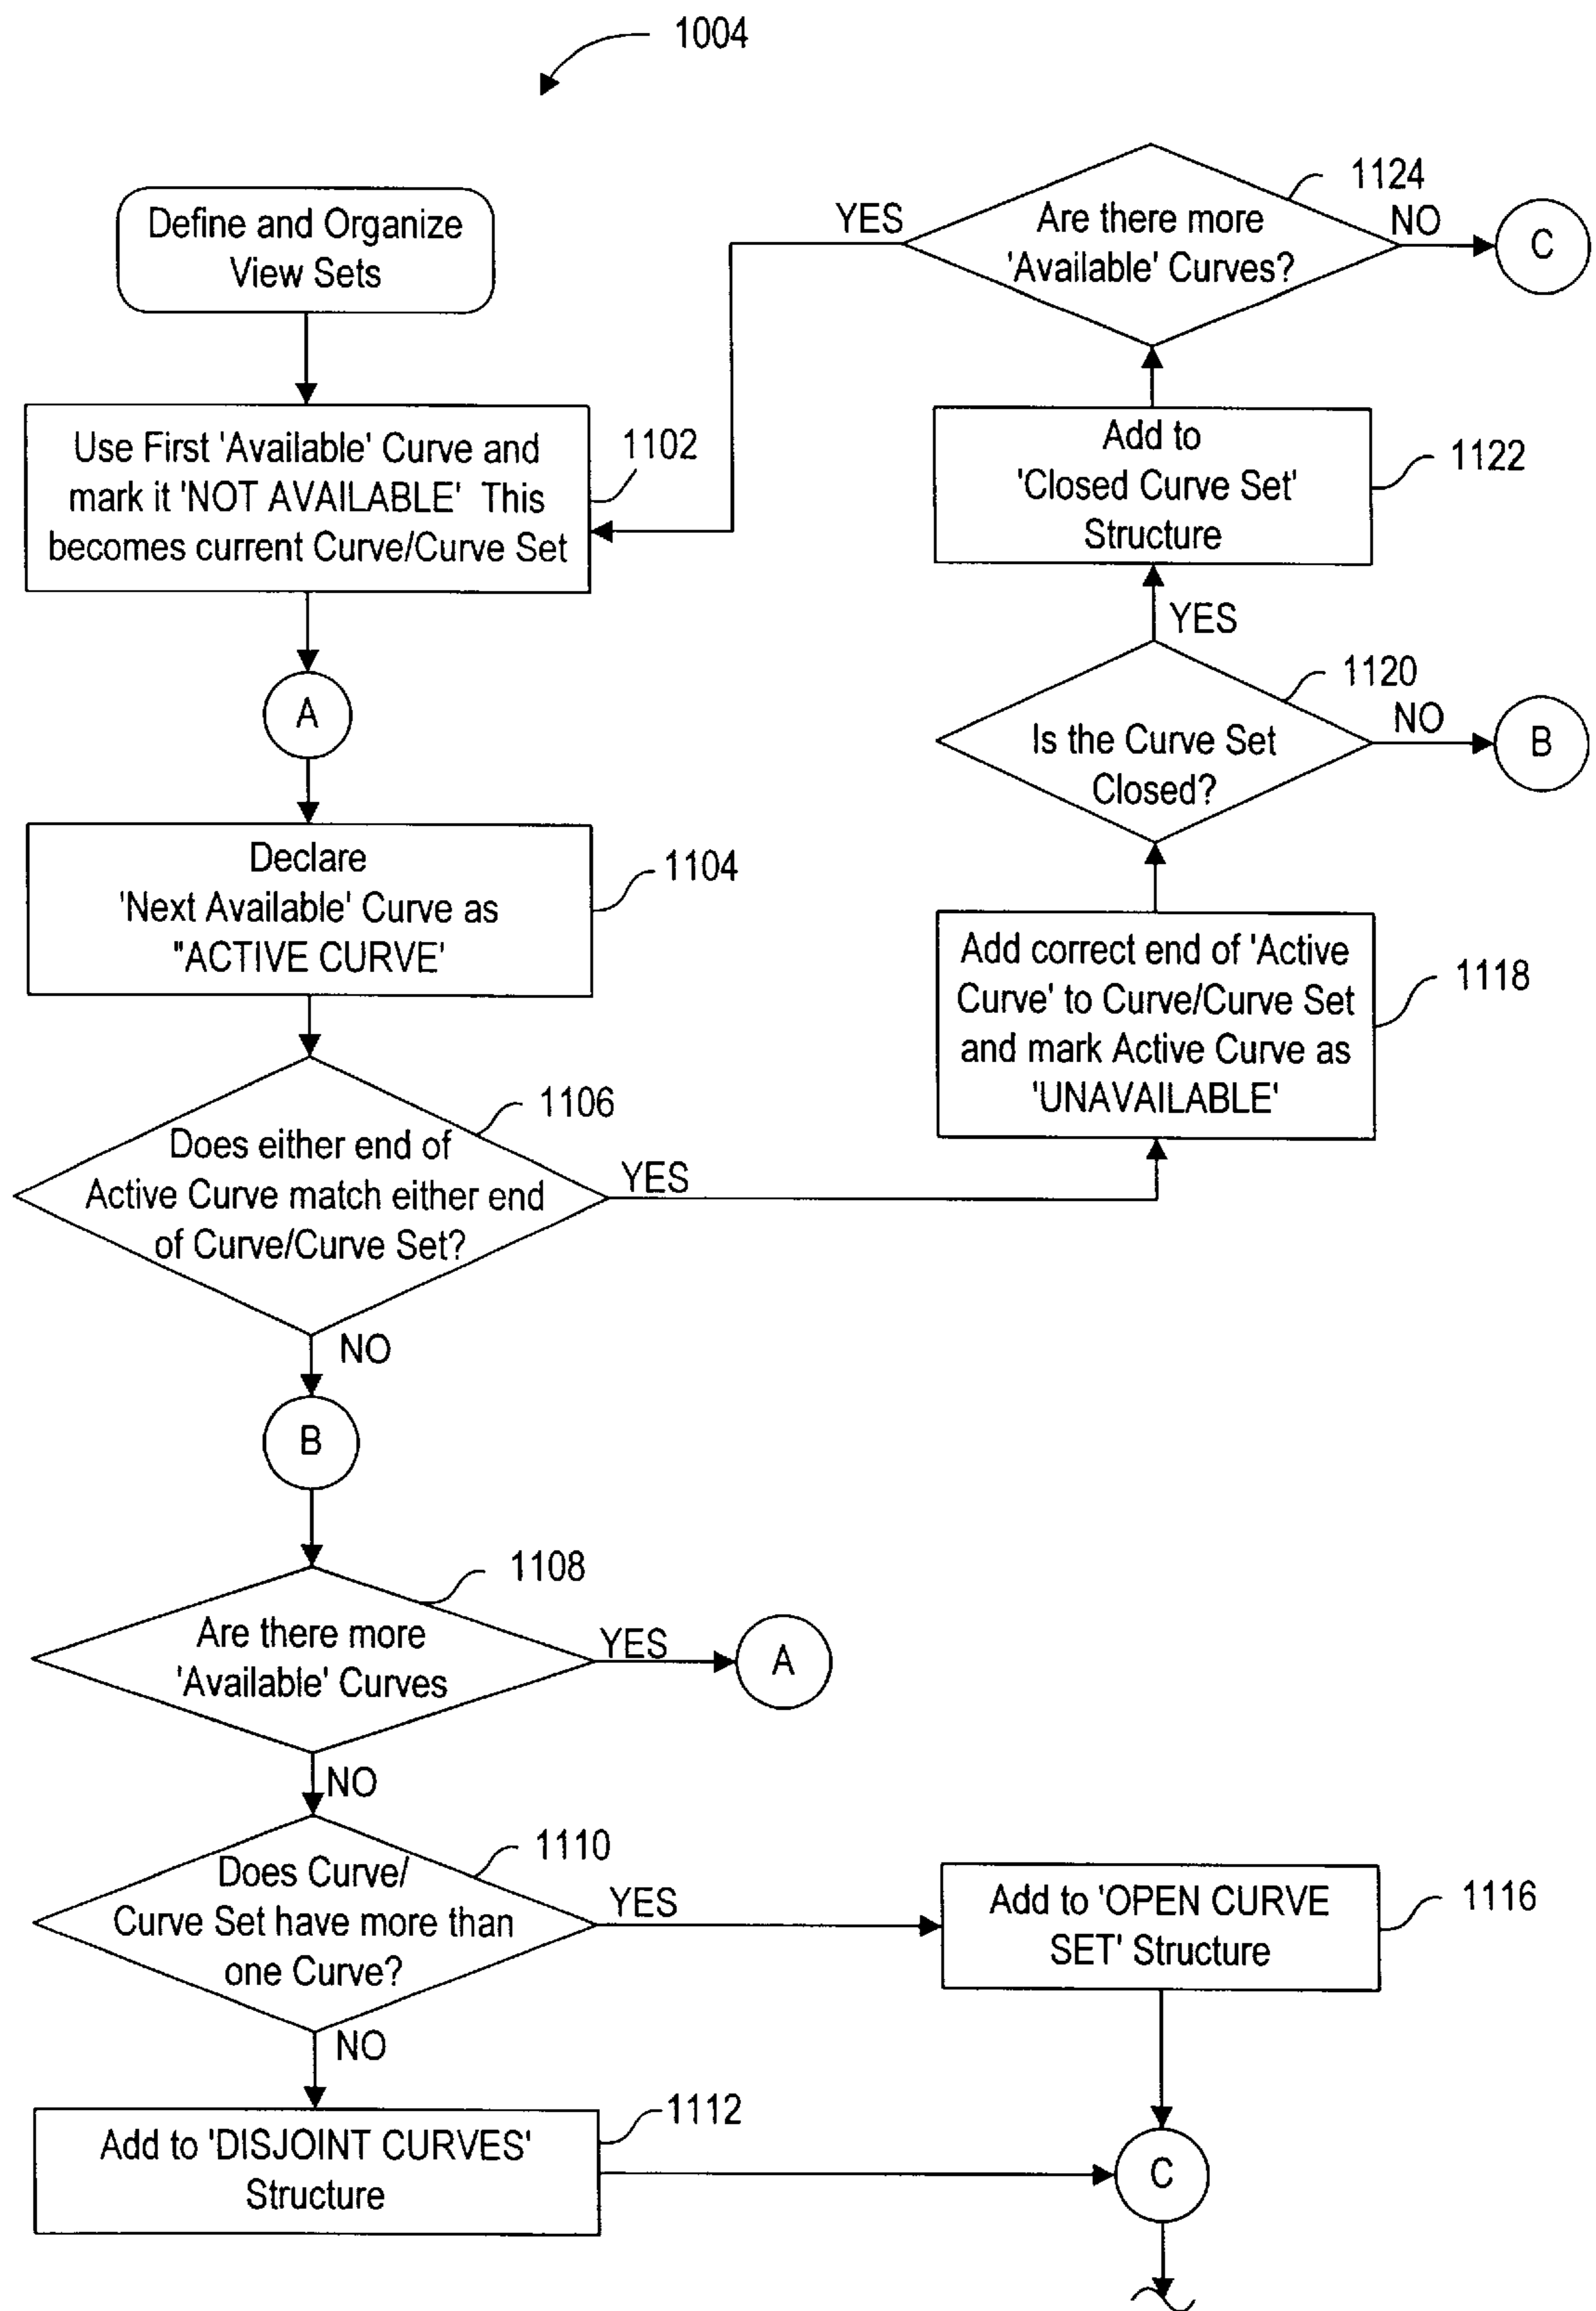 1004
Define and Organize
View Sets
Use First 'Available' Curve and
mark it 'NOT AVAILABLE' This
becomes current Curve/Curve Set
1102
A
Declare
'Next Available' Curve as
"ACTIVE CURVE'
1104
Does either end of
Active Curve match either end
of Curve/Curve Set?
1106
YES
NO
B
Are there more
'Available' Curves
1108
YES
A
NO
Does Curve/
Curve Set have more than
one Curve?
1110
YES
NO
Add to 'DISJOINT CURVES'
Structure
1112
Add to 'OPEN CURVE
SET' Structure
1116
C
Add correct end of 'Active
Curve' to Curve/Curve Set
and mark Active Curve as
'UNAVAILABLE'
1118
Is the Curve Set
Closed?
1120
NO
B
YES
Add to
'Closed Curve Set'
Structure
1122
Are there more
'Available' Curves?
1124
YES
NO
C